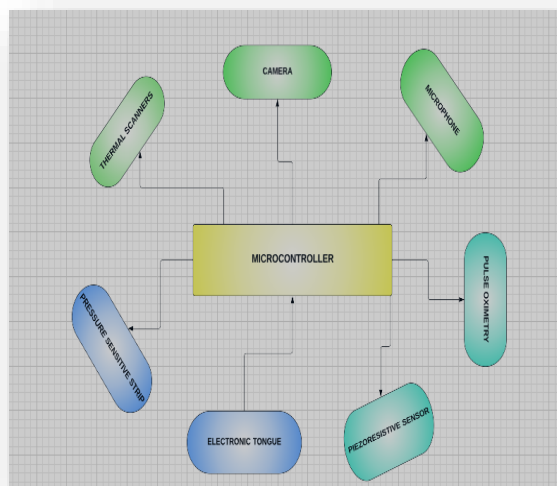 CAMERA
MICROPHONE
THERMAL SCANNERS
MICROCONTROLLER
PULSE OXIMETRY
PRESSURE SENSITIVE STRIP
PIEZORESISTIVE SENSOR
ELECTRONIC TONGUE